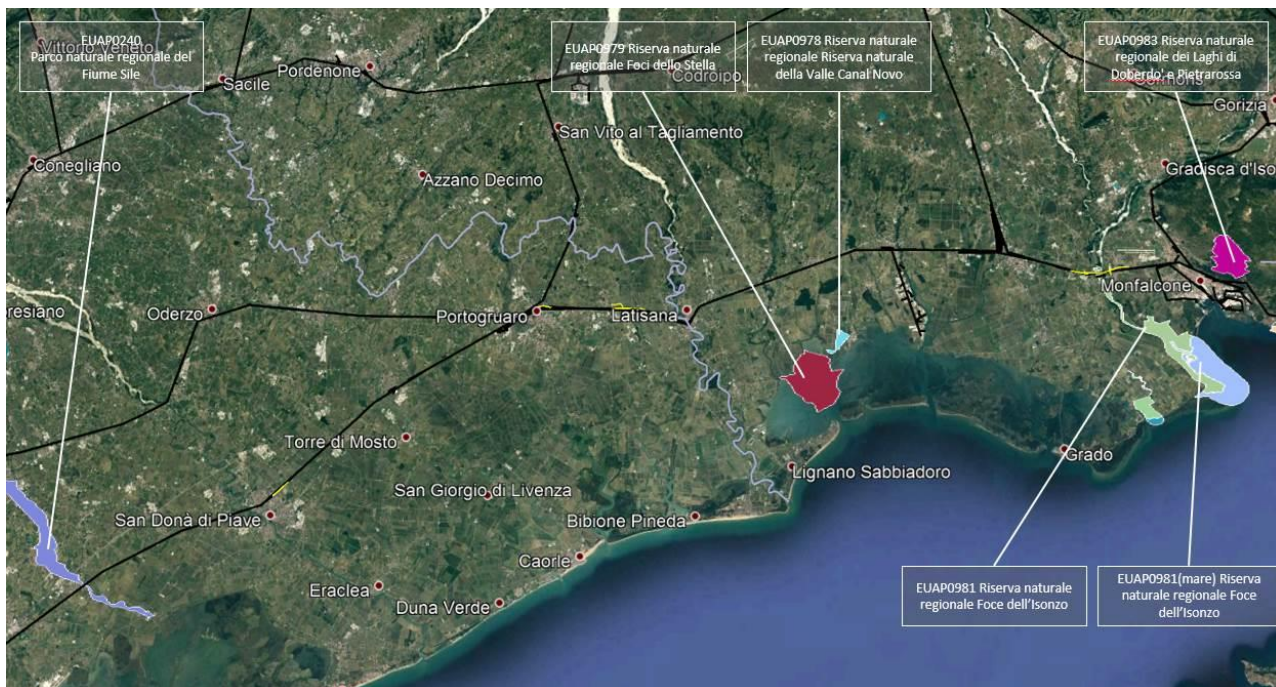 EUAP0240
Parco naturale regionale del
Fiume Sile
EUAP0979 Riserva naturale
regionale Foci dello Stella
EUAP0978 Riserva naturale
regionale Riserva naturale
della Valle Canal Novo
EUAP0983 Riserva naturale
regionale dei Laghi di
Doberdo' e Pietrarossa
Vittorio Veneto
Sacile
Pordenone
Codroipo
Cormons
Gorizia
San Vito al Tagliamento
Conegliano
Azzano Decimo
Gradisca d'Iso
Monfalcone
oresiano
Oderzo
Portogruaro
Latisana
Torre di Mosto
Lignano Sabbiadoro
Grado
San Giorgio di Livenza
San Donà di Piave
Bibione Pineda
Caorle
Eraclea
Duna Verde
EUAP0981 Riserva naturale
regionale Foce dell'Isonzo
EUAP0981(mare) Riserva
naturale regionale Foce
dell'Isonzo